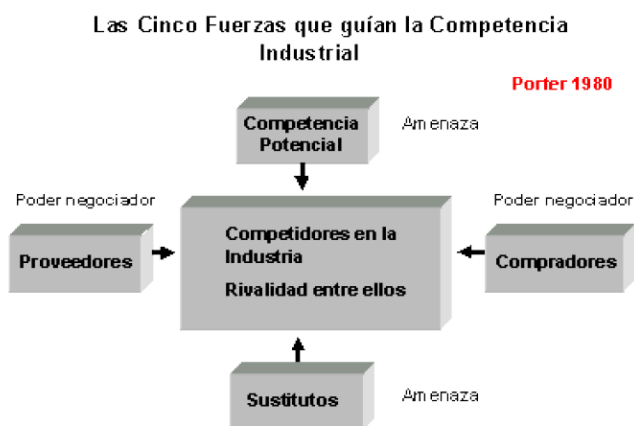 Las Cinco Fuerzas que guían la Competencia
Industrial
Porter 1980
Competencia
Potencial
Amenaza
Poder negociador
Poder negociador
Proveedores
Competidores en la
Industria
Rivalidad entre ellos
Compradores
Sustitutos
Amenaza